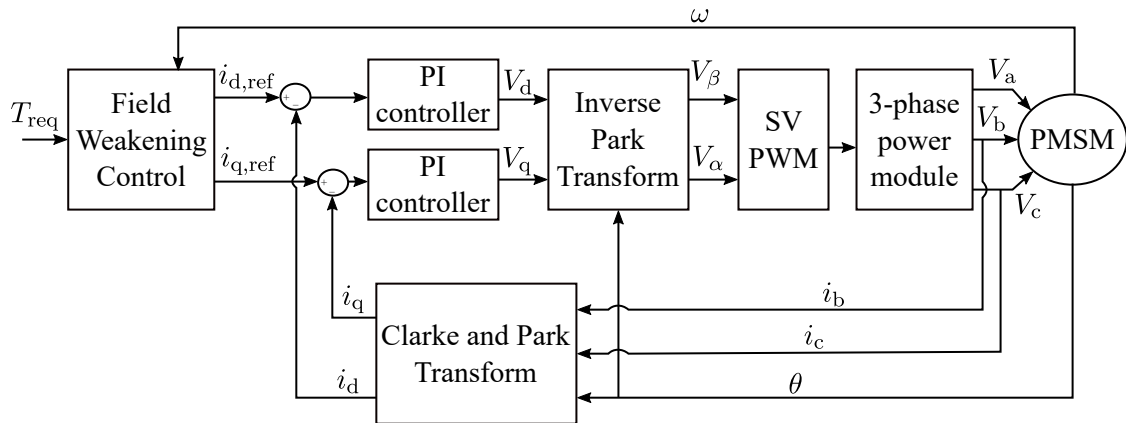 ω
T_req
Field
Weakening
Control
i_d,ref
i_q,ref
+
−
+
−
PI
controller
PI
controller
V_d
V_q
Inverse
Park
Transform
V_β
V_α
SV
PWM
3-phase
power
module
V_a
V_b
V_c
PMSM
i_q
i_d
Clarke and Park
Transform
i_b
i_c
θ